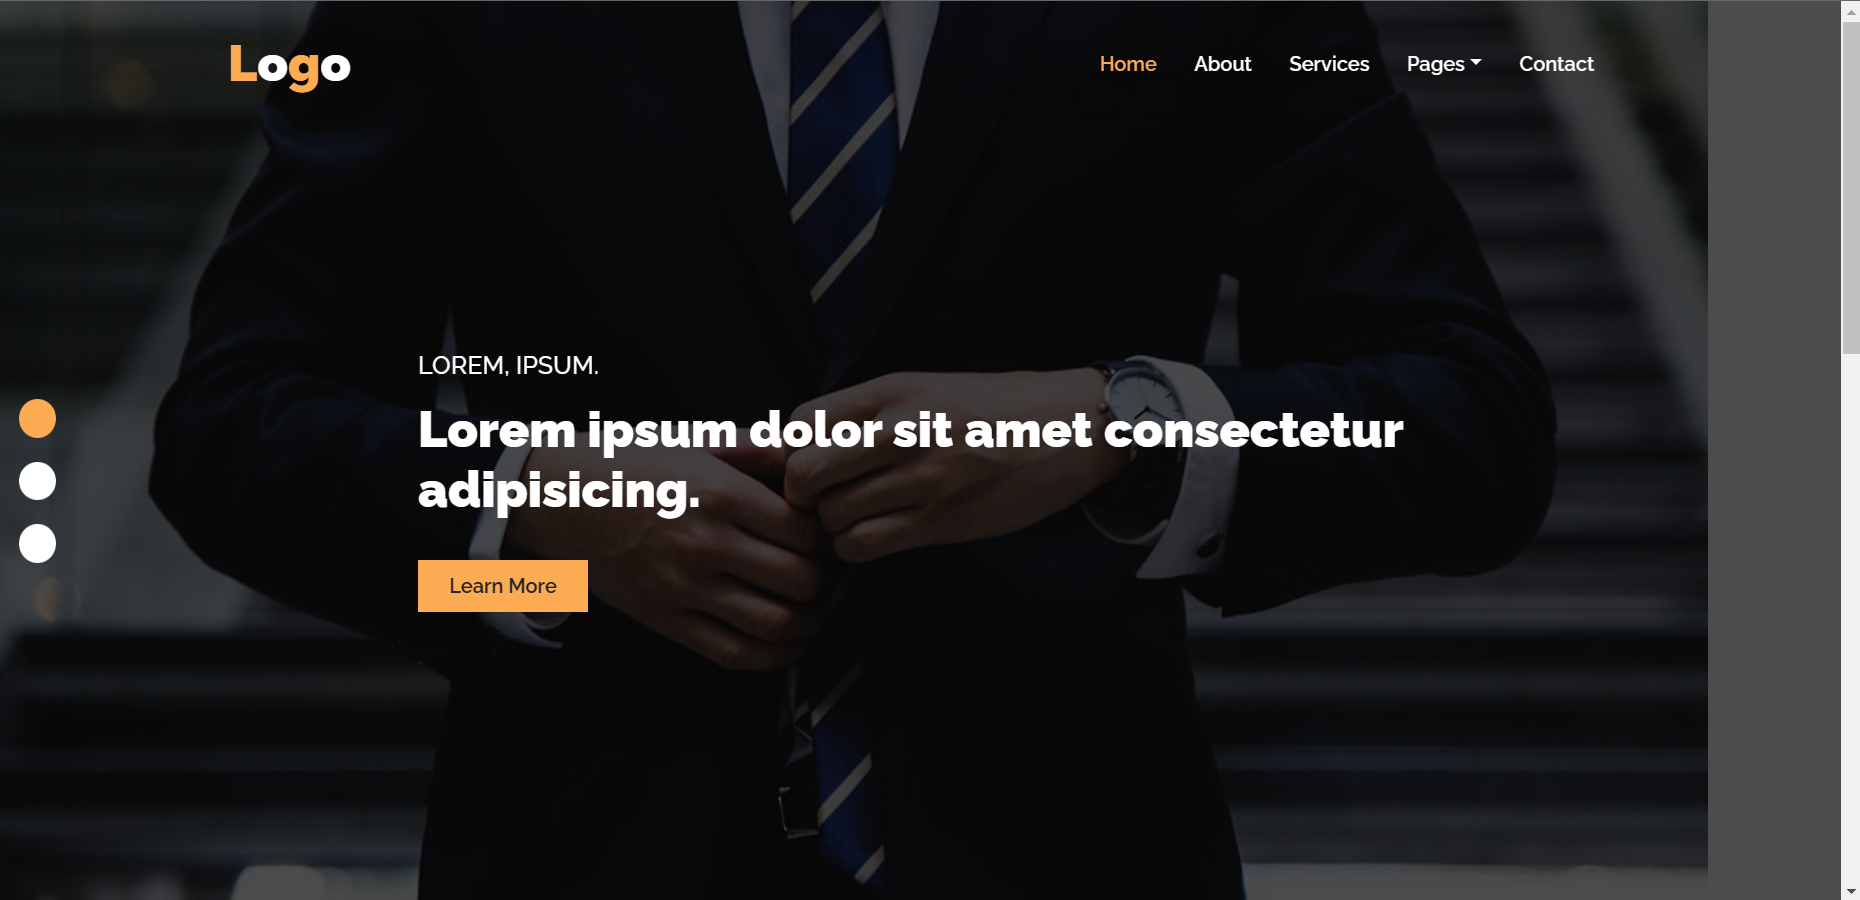 Logo
Home About Services Pages Contact
LOREM, IPSUM.
Lorem ipsum dolor sit amet consectetur
adipisicing.
Learn More